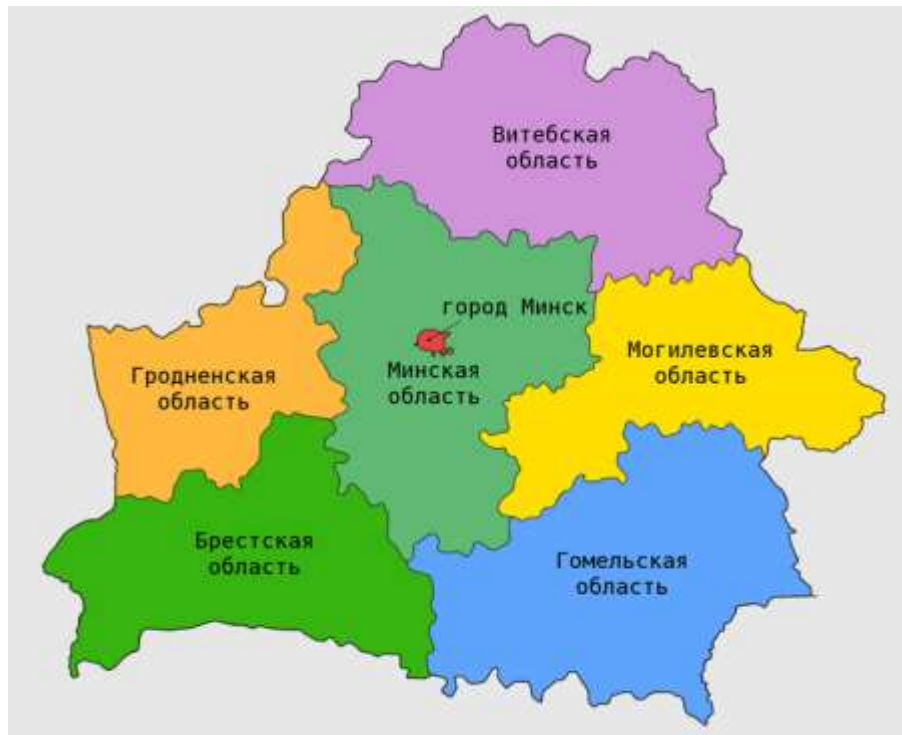 Витебская
область
город Минск
Минская
область
Могилевская
область
Гродненская
область
Брестская
область
Гомельская
область